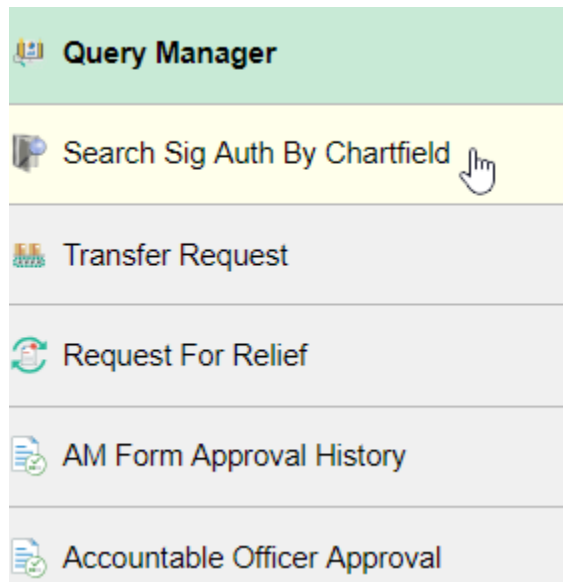 Query Manager
Search Sig Auth By Chartfield
Transfer Request
Request For Relief
AM Form Approval History
Accountable Officer Approval